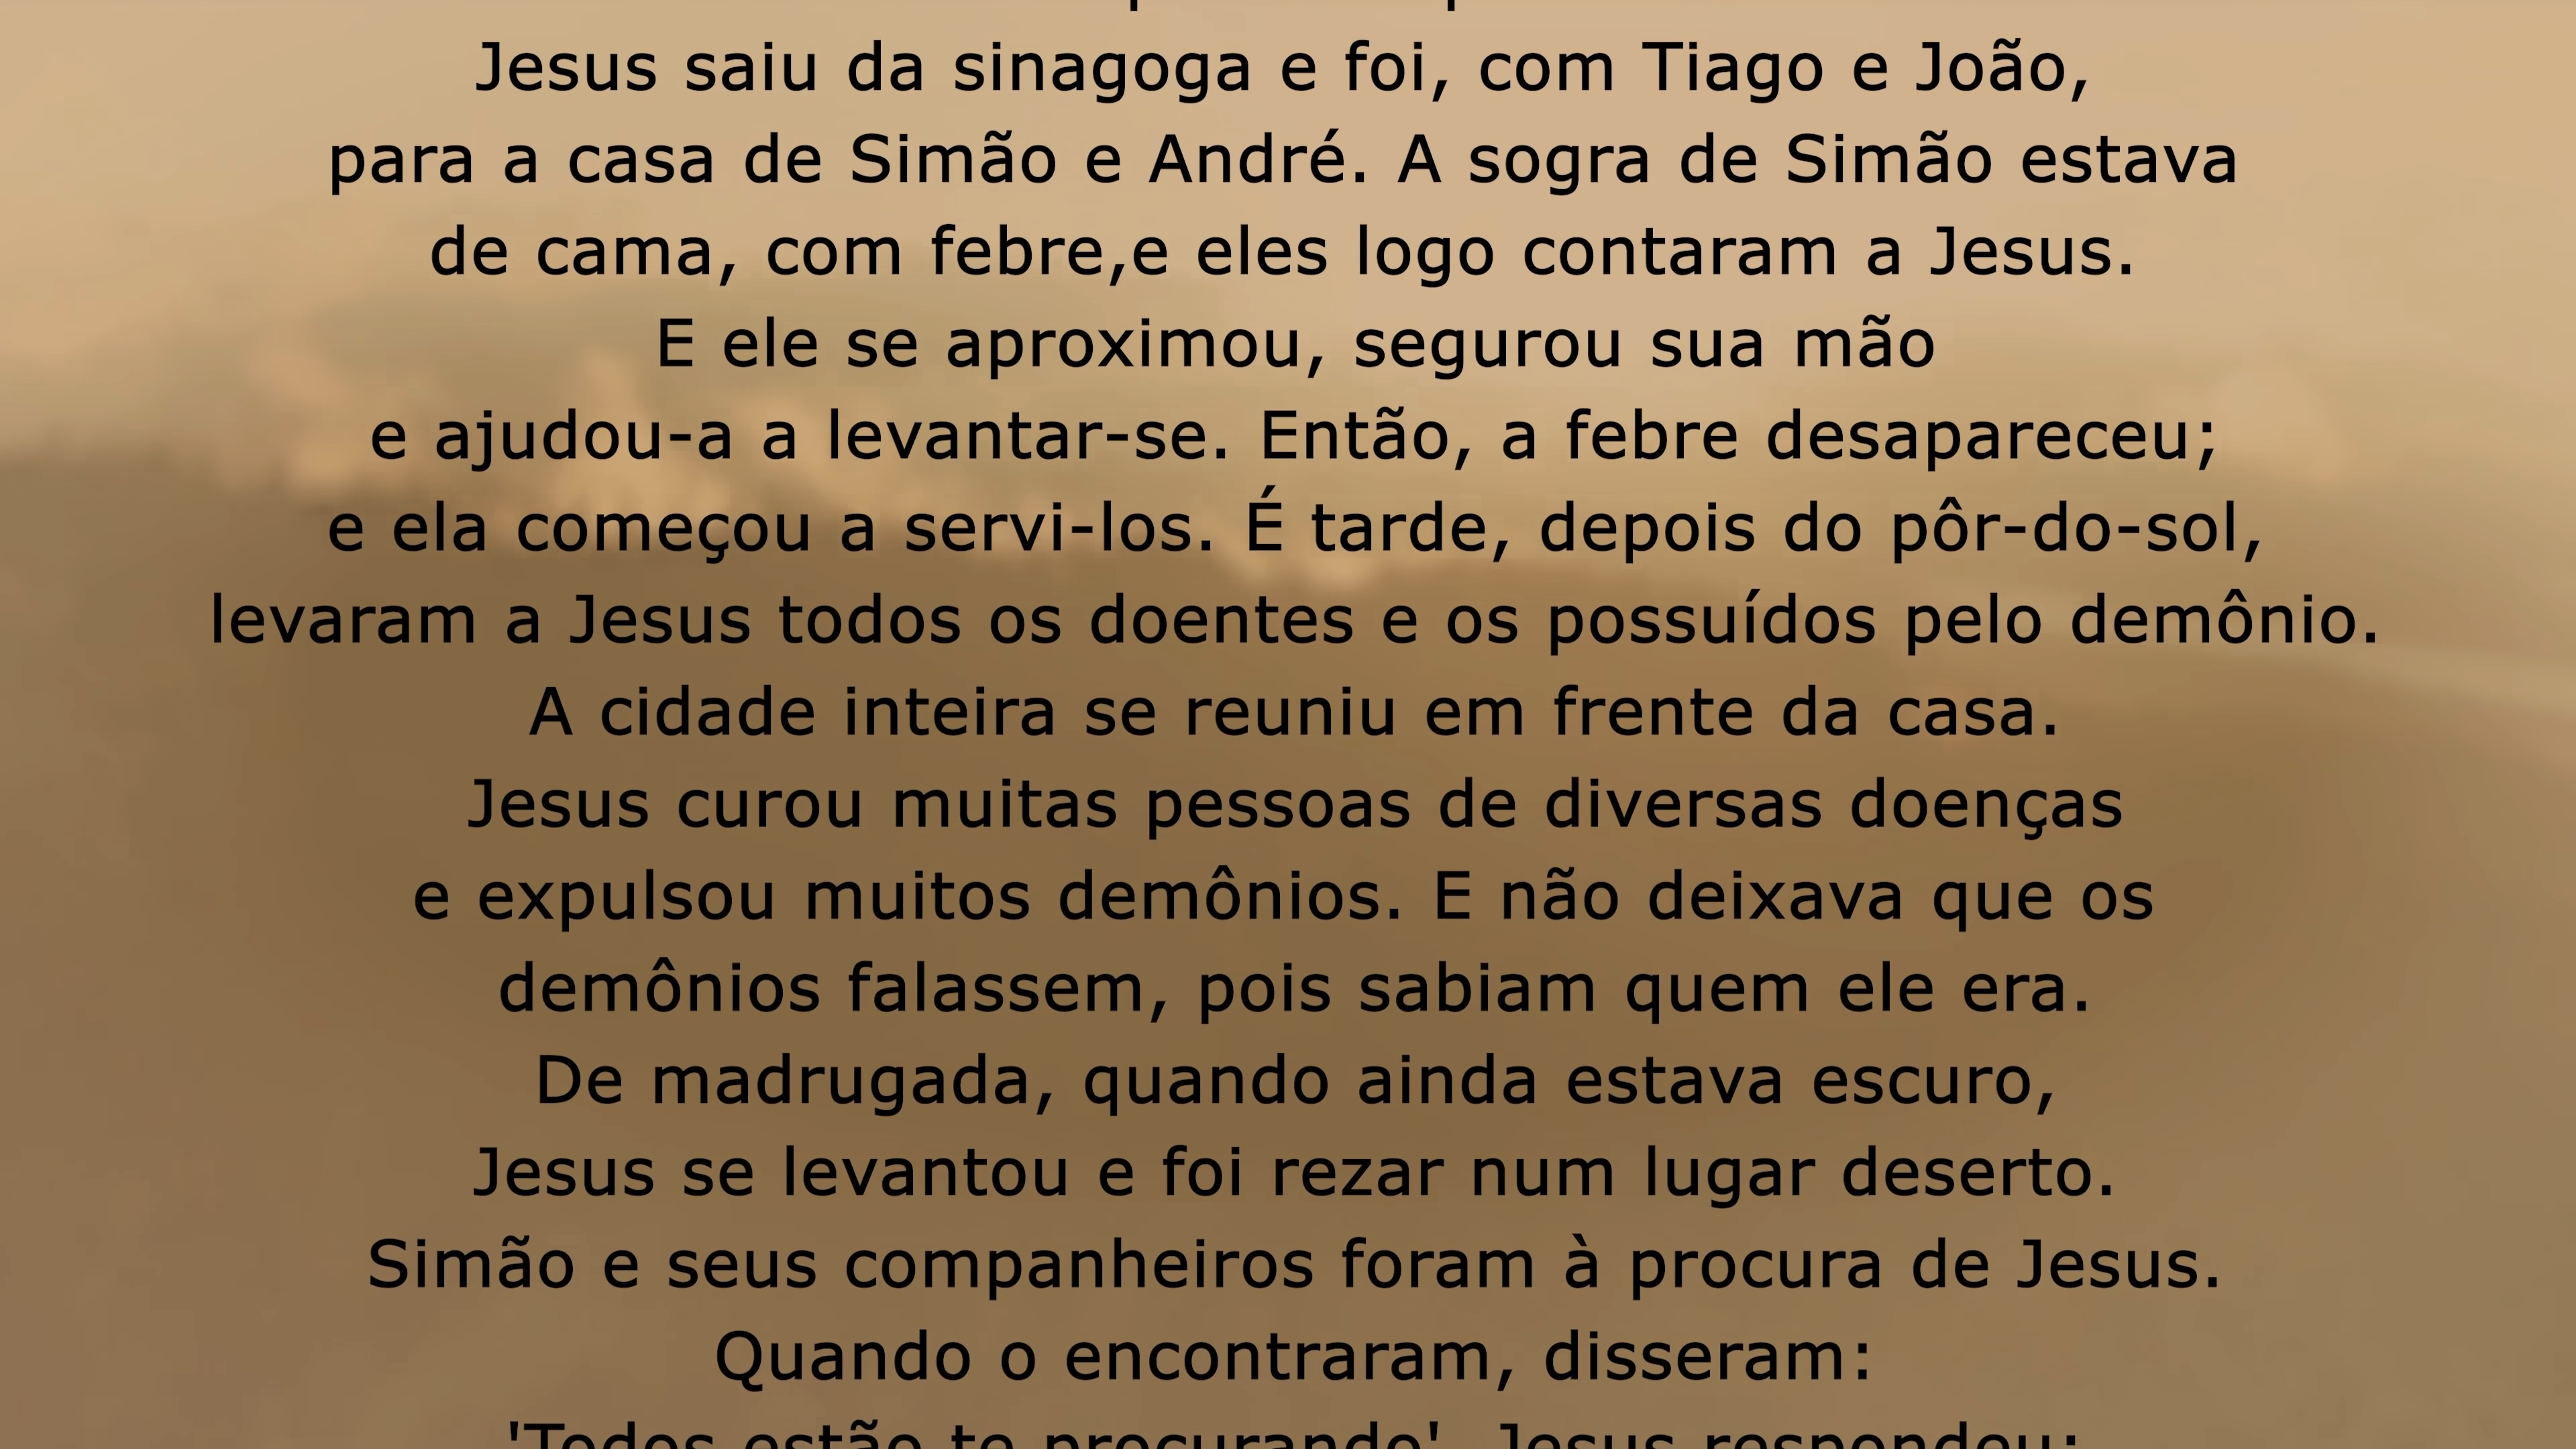 Jesus saiu da sinagoga e foi, com Tiago e João,
para a casa de Simão e André. A sogra de Simão estava
de cama, com febre,e eles logo contaram a Jesus.
E ele se aproximou, segurou sua mão
e ajudou-a a levantar-se. Então, a febre desapareceu;
e ela começou a servi-los. É tarde, depois do pôr-do-sol,
levaram a Jesus todos os doentes e os possuídos pelo demônio.
A cidade inteira se reuniu em frente da casa.
Jesus curou muitas pessoas de diversas doenças
e expulsou muitos demônios. E não deixava que os
demônios falassem, pois sabiam quem ele era.
De madrugada, quando ainda estava escuro,
Jesus se levantou e foi rezar num lugar deserto.
Simão e seus companheiros foram à procura de Jesus.
Quando o encontraram, disseram:
'Todos estão te procurando'. Jesus respondeu: